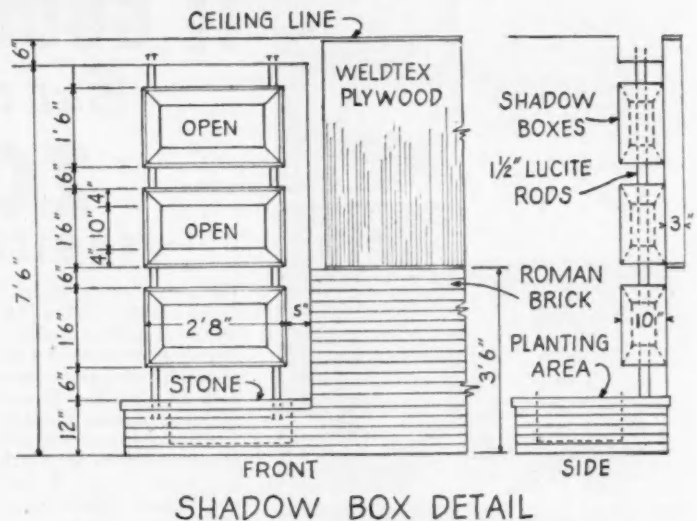 CEILING LINE
6"
WELDTEX
PLYWOOD
SHADOW
BOXES
1½" LUCITE
RODS
3"
OPEN
1'6"
6"
OPEN
4"
10"
4"
1'6"
6"
7'6"
2'8"
5"
1'6"
6"
12"
STONE
ROMAN
BRICK
3'6"
10"
PLANTING
AREA
FRONT
SIDE
SHADOW BOX DETAIL